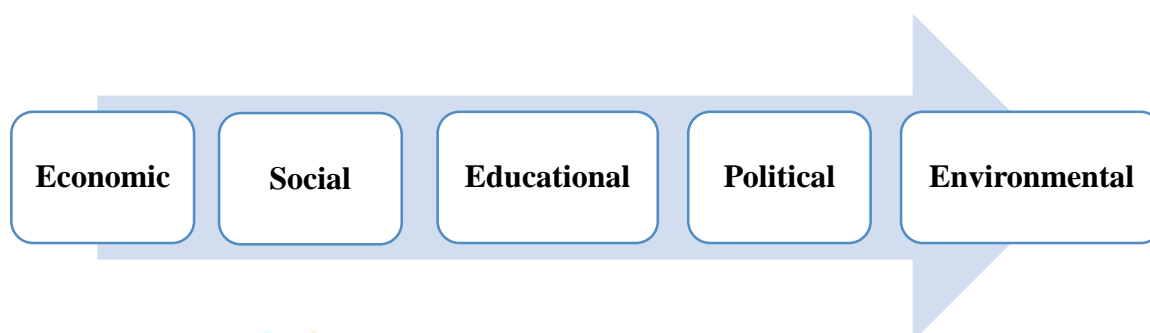 Economic
Social
Educational
Political
Environmental